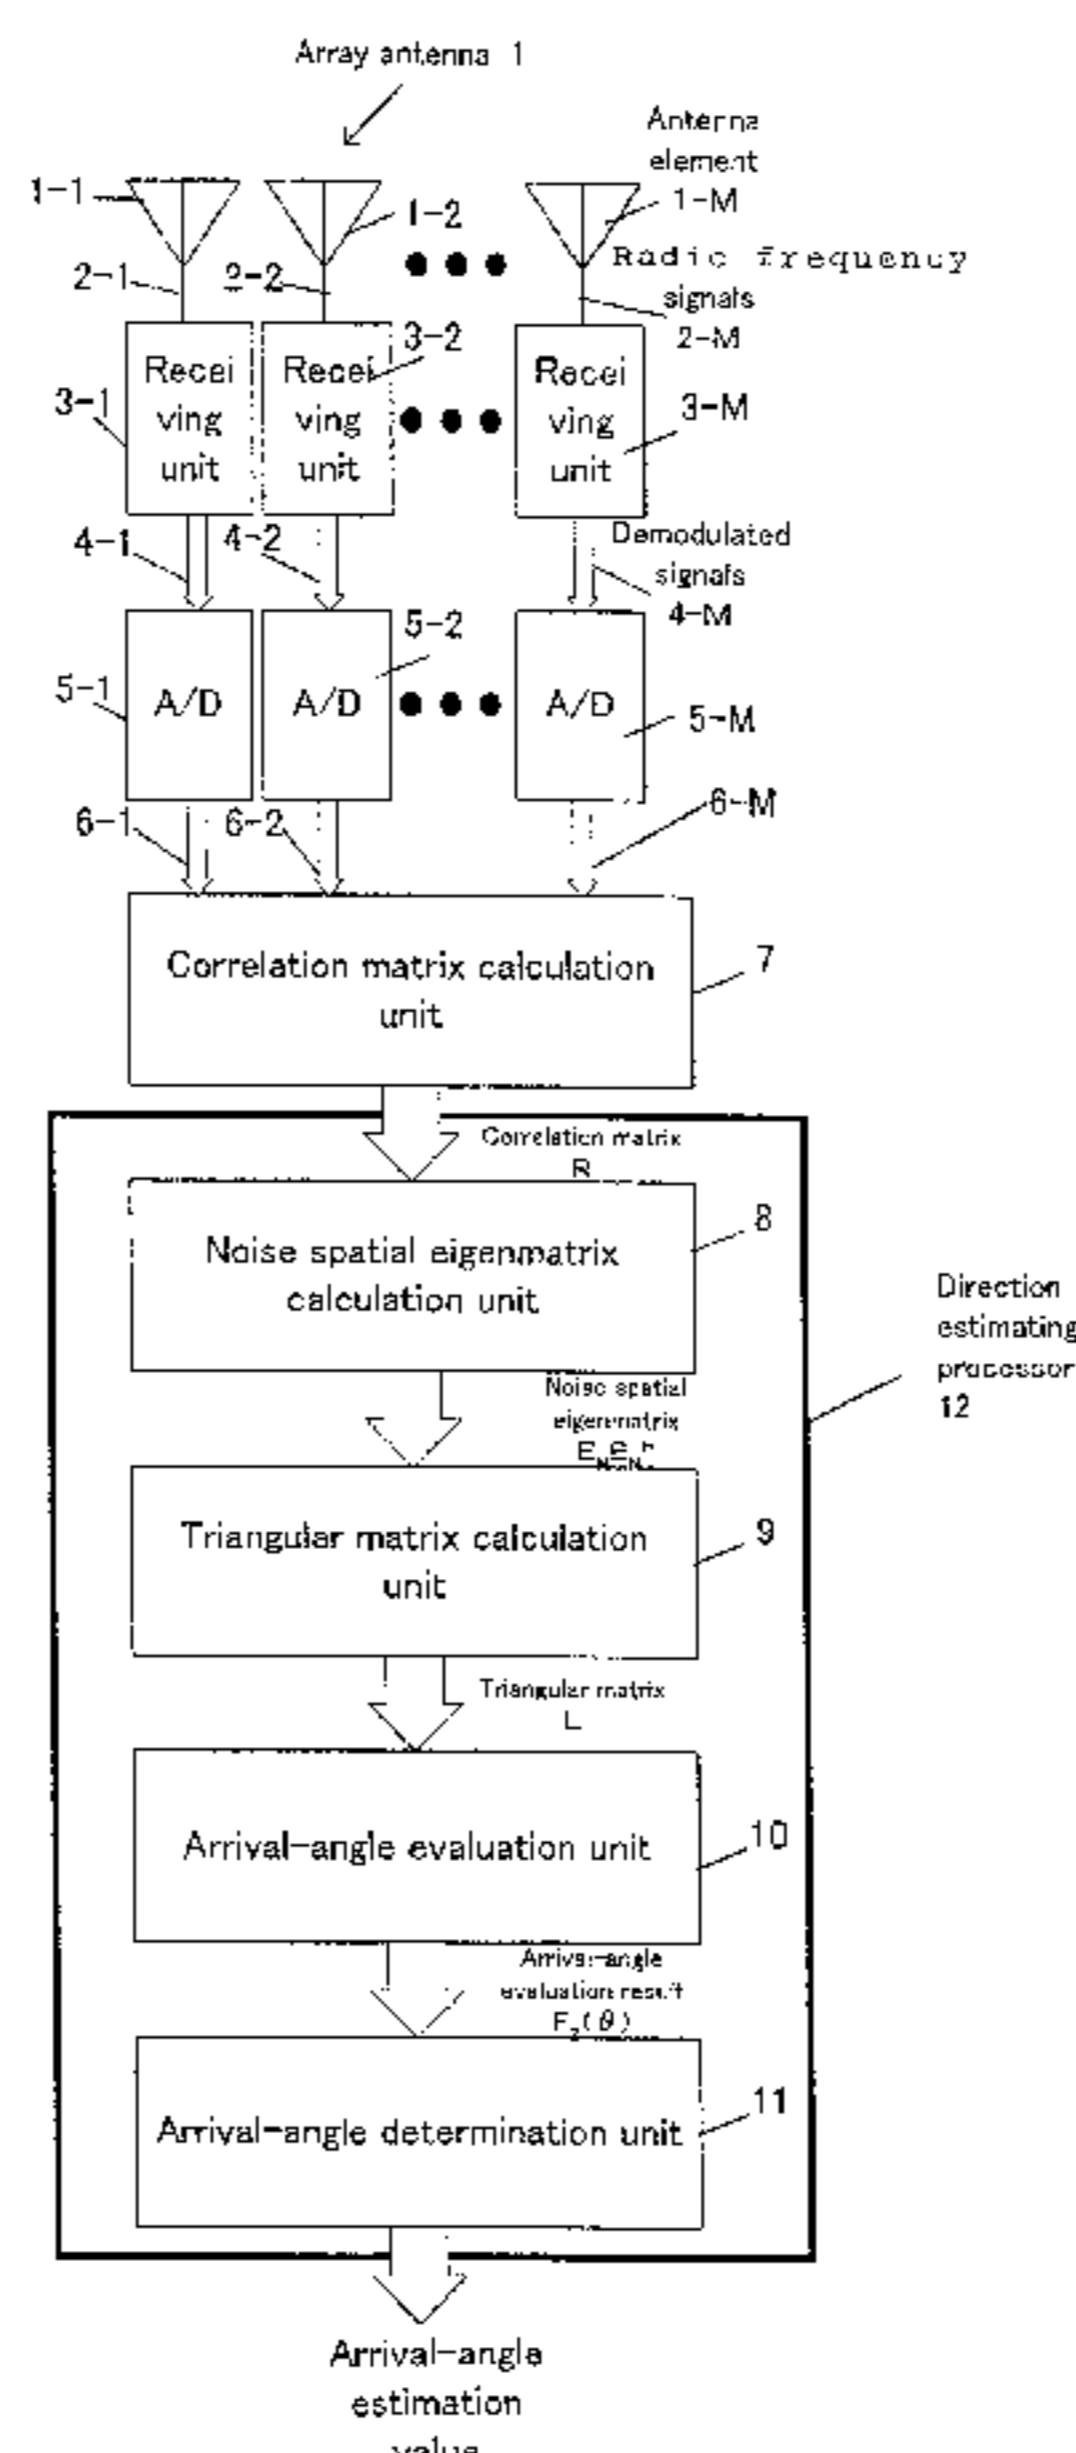 Array antenna 1
Antenna
element
1-M
1-1
1-2
Radio frequency
signals
2-M
2-1
2-2
3-2
Recei
ving
unit
Recei
ving
unit
Recei
ving
unit
3-1
3-M
4-1
4-2
Demodulated
signals
4-M
5-2
5-1
A/D
A/D
A/D
5-M
6-1
6-2
6-M
Correlation matrix calculation
unit
7
Correlation matrix
R
Noise spatial eigenmatrix
calculation unit
8
Direction
estimating
processor
12
Noise spatial
eigenmatrix
Triangular matrix calculation
unit
9
Triangular matrix
L
Arrival-angle evaluation unit
10
Arrival-angle
evaluation result
F₂(θ)
Arrival-angle determination unit
11
Arrival-angle
estimation
value